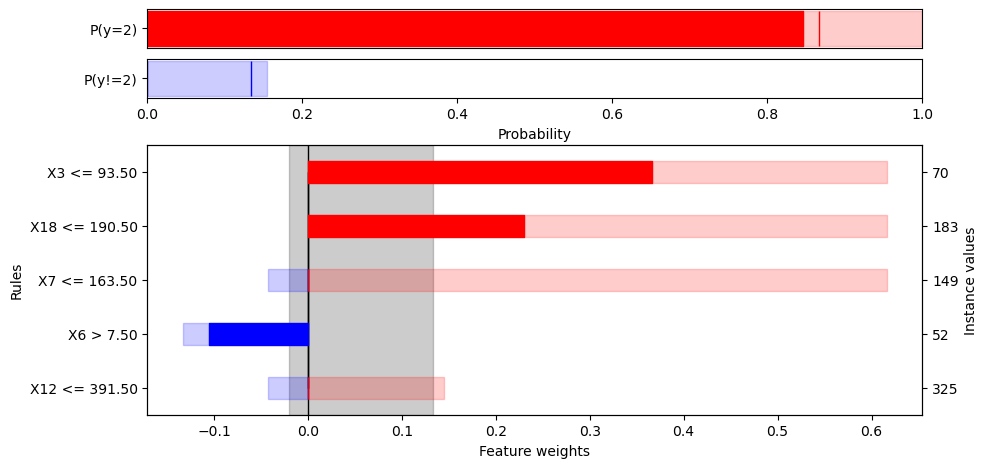 P(y=2)
P(y!=2)
0.0 0.2 0.4 0.6 0.8 1.0
Probability
X3 <= 93.50 70
X18 <= 190.50 183
X7 <= 163.50 149
X6 > 7.50 52
X12 <= 391.50 325
Rules
Instance values
−0.1 0.0 0.1 0.2 0.3 0.4 0.5 0.6
Feature weights